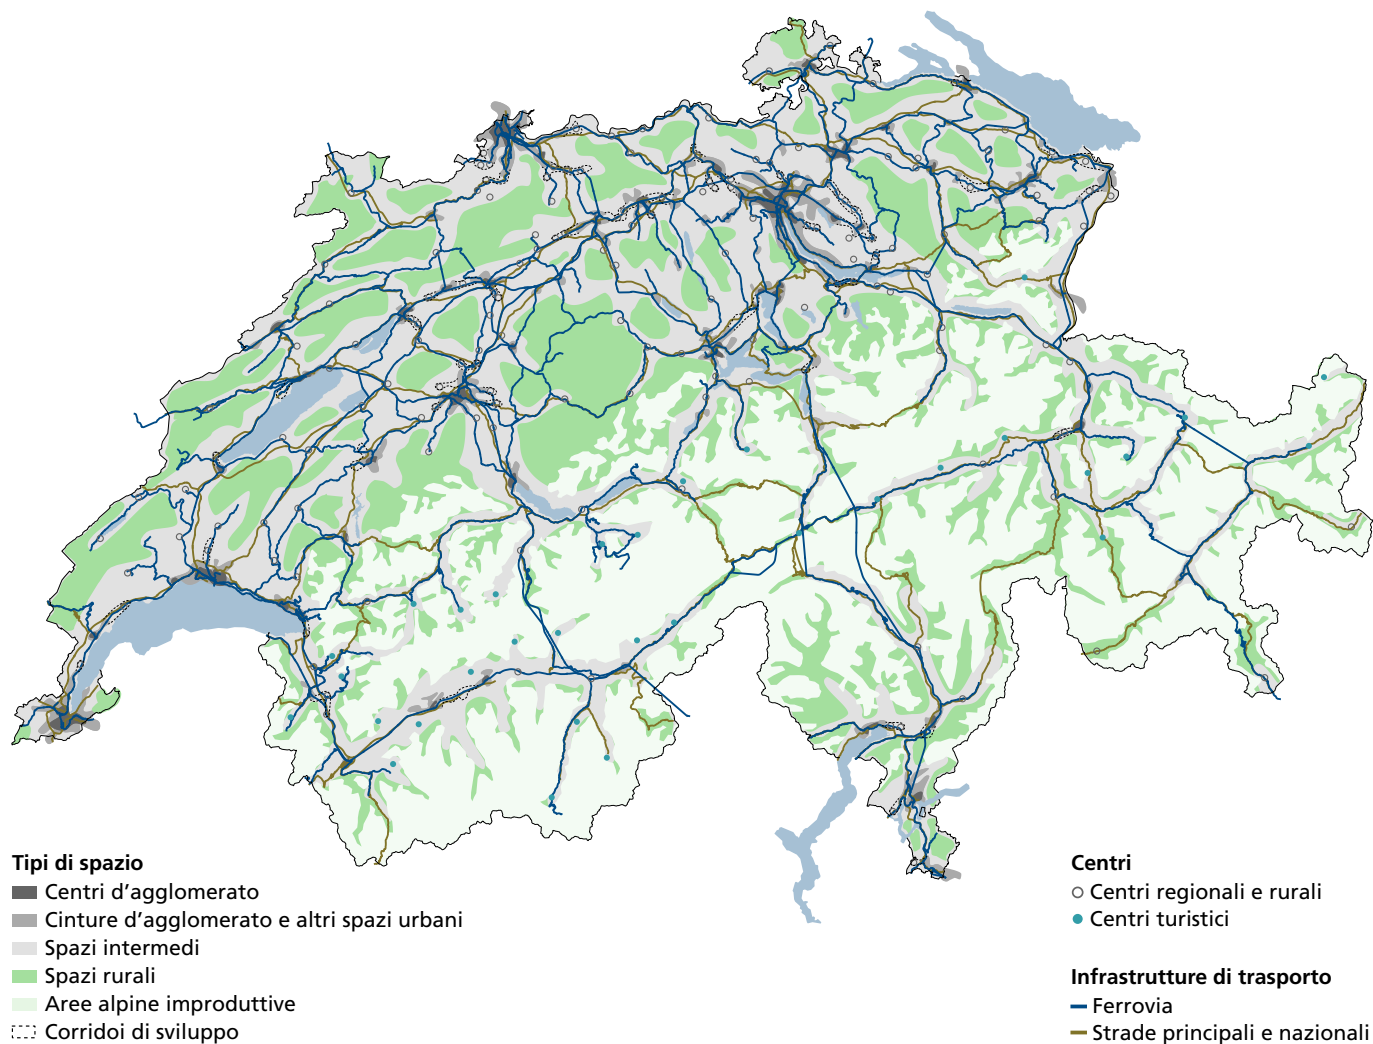 Tipi di spazio
Centri d’agglomerato
Cinture d’agglomerato e altri spazi urbani
Spazi intermedi
Spazi rurali
Aree alpine improduttive
Corridoi di sviluppo
Centri
Centri regionali e rurali
Centri turistici
Infrastrutture di trasporto
Ferrovia
Strade principali e nazionali